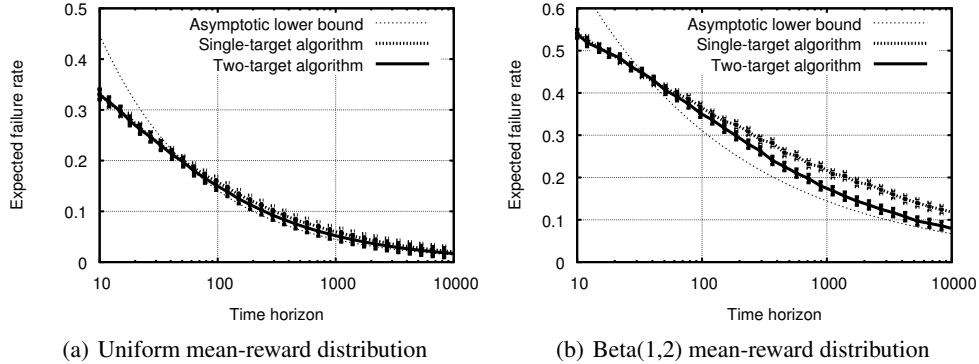 0.5
0.4
0.3
0.2
0.1
0
Expected failure rate
Asymptotic lower bound
Single-target algorithm
Two-target algorithm
10 100 1000 10000
Time horizon
(a) Uniform mean-reward distribution
0.6
0.5
0.4
0.3
0.2
0.1
0
Expected failure rate
Asymptotic lower bound
Single-target algorithm
Two-target algorithm
10 100 1000 10000
Time horizon
(b) Beta(1,2) mean-reward distribution